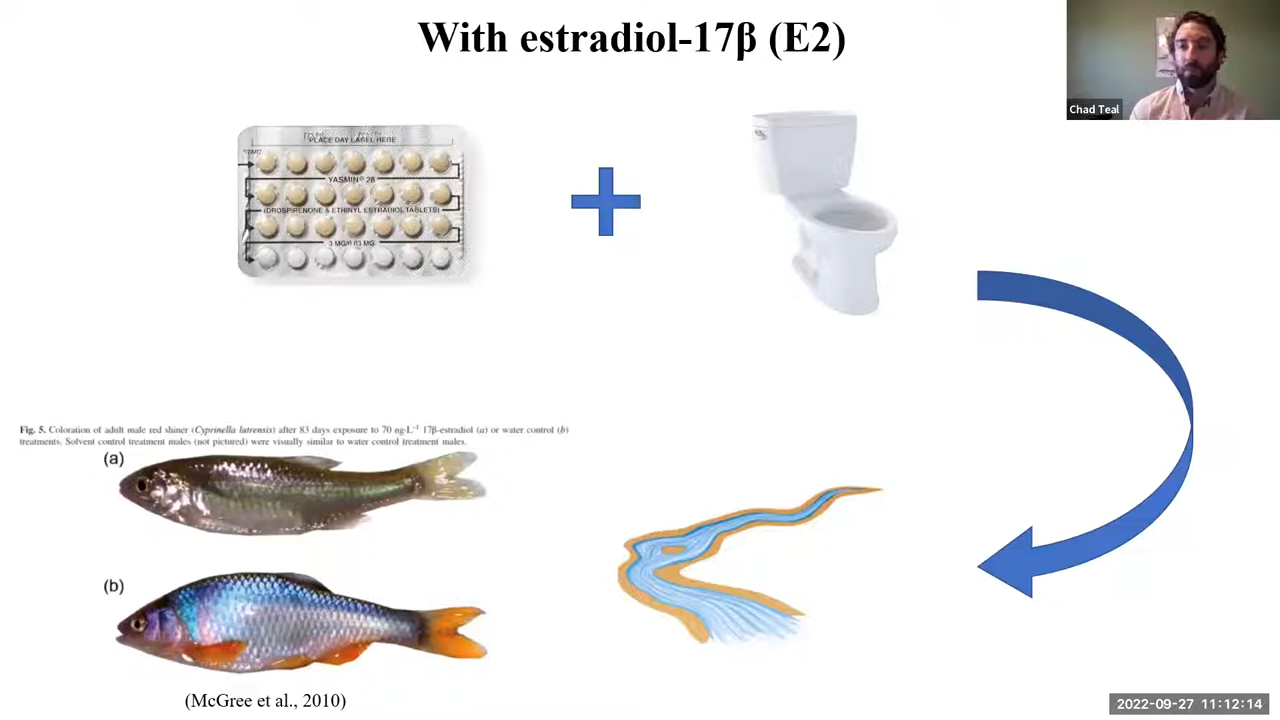 With estradiol-17β (E2)
Chad Teal
PLACE DAY LABEL HERE
START
YASMIN® 28
(DROSPIRENONE & ETHINYL ESTRADIOL TABLETS)
3 MG/0.03 MG
Fig. 5. Coloration of adult male red shiner (Cyprinella lutrensis) after 83 days exposure to 70 ng·L⁻¹ 17β-estradiol (a) or water control (b)
treatments. Solvent control treatment males (not pictured) were visually similar to water control treatment males.
(a)
(b)
(McGree et al., 2010)
2022-09-27 11:12:14